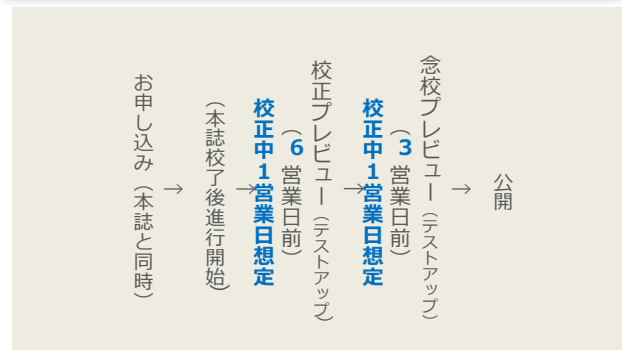 お申し込み（本誌と同時）
→
（本誌校了後進行開始）
→
校正中1営業日想定
校正プレビュー（テストアップ）
（6営業日前）
→
校正中1営業日想定
念校プレビュー（テストアップ）
（3営業日前）
→
公開